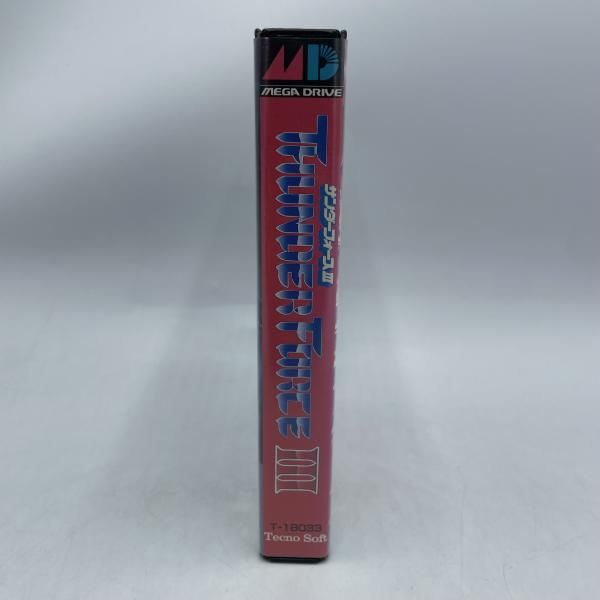 MD
MEGA DRIVE
THUNDER FORCE III
サンダーフォースIII
T-18033
Tecno Soft